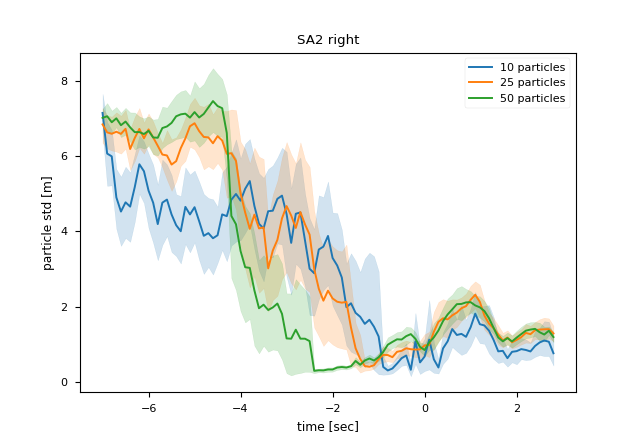 SA2 right
10 particles
25 particles
50 particles
particle std [m]
8
6
4
2
0
−6
−4
−2
0
2
time [sec]